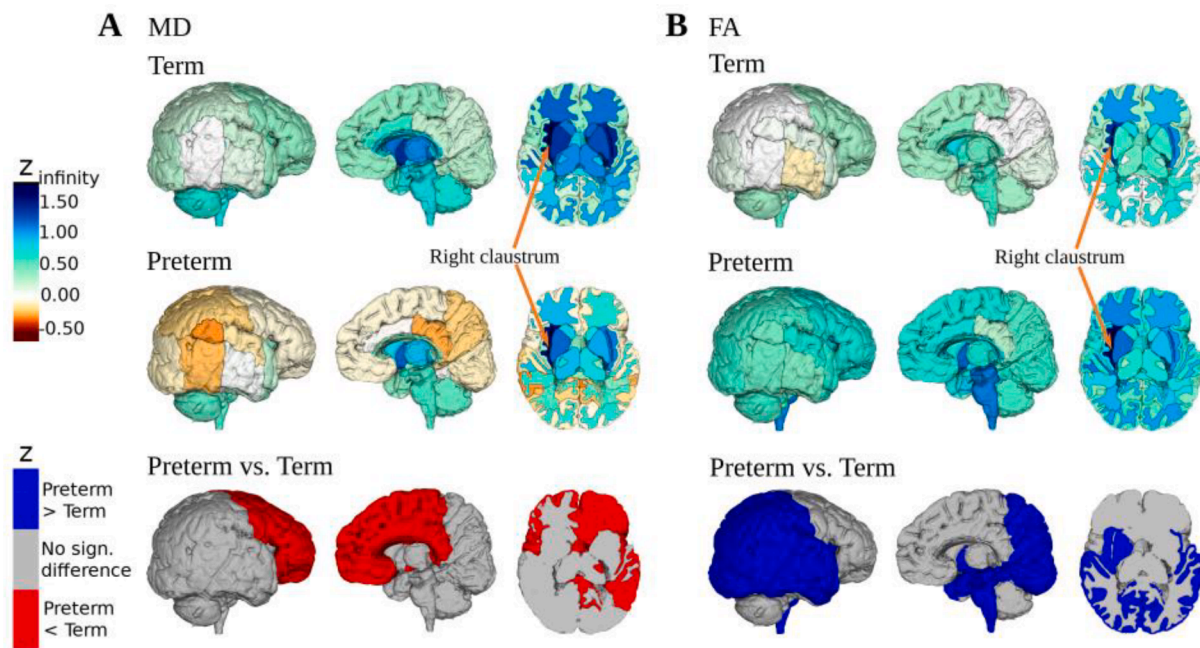 A MD
B FA
Term
Term
Z
infinity
1.50
1.00
0.50
0.00
-0.50
Right claustrum
Right claustrum
Preterm
Preterm
Preterm vs. Term
Preterm vs. Term
Z
Preterm
> Term
No sign.
difference
Preterm
< Term